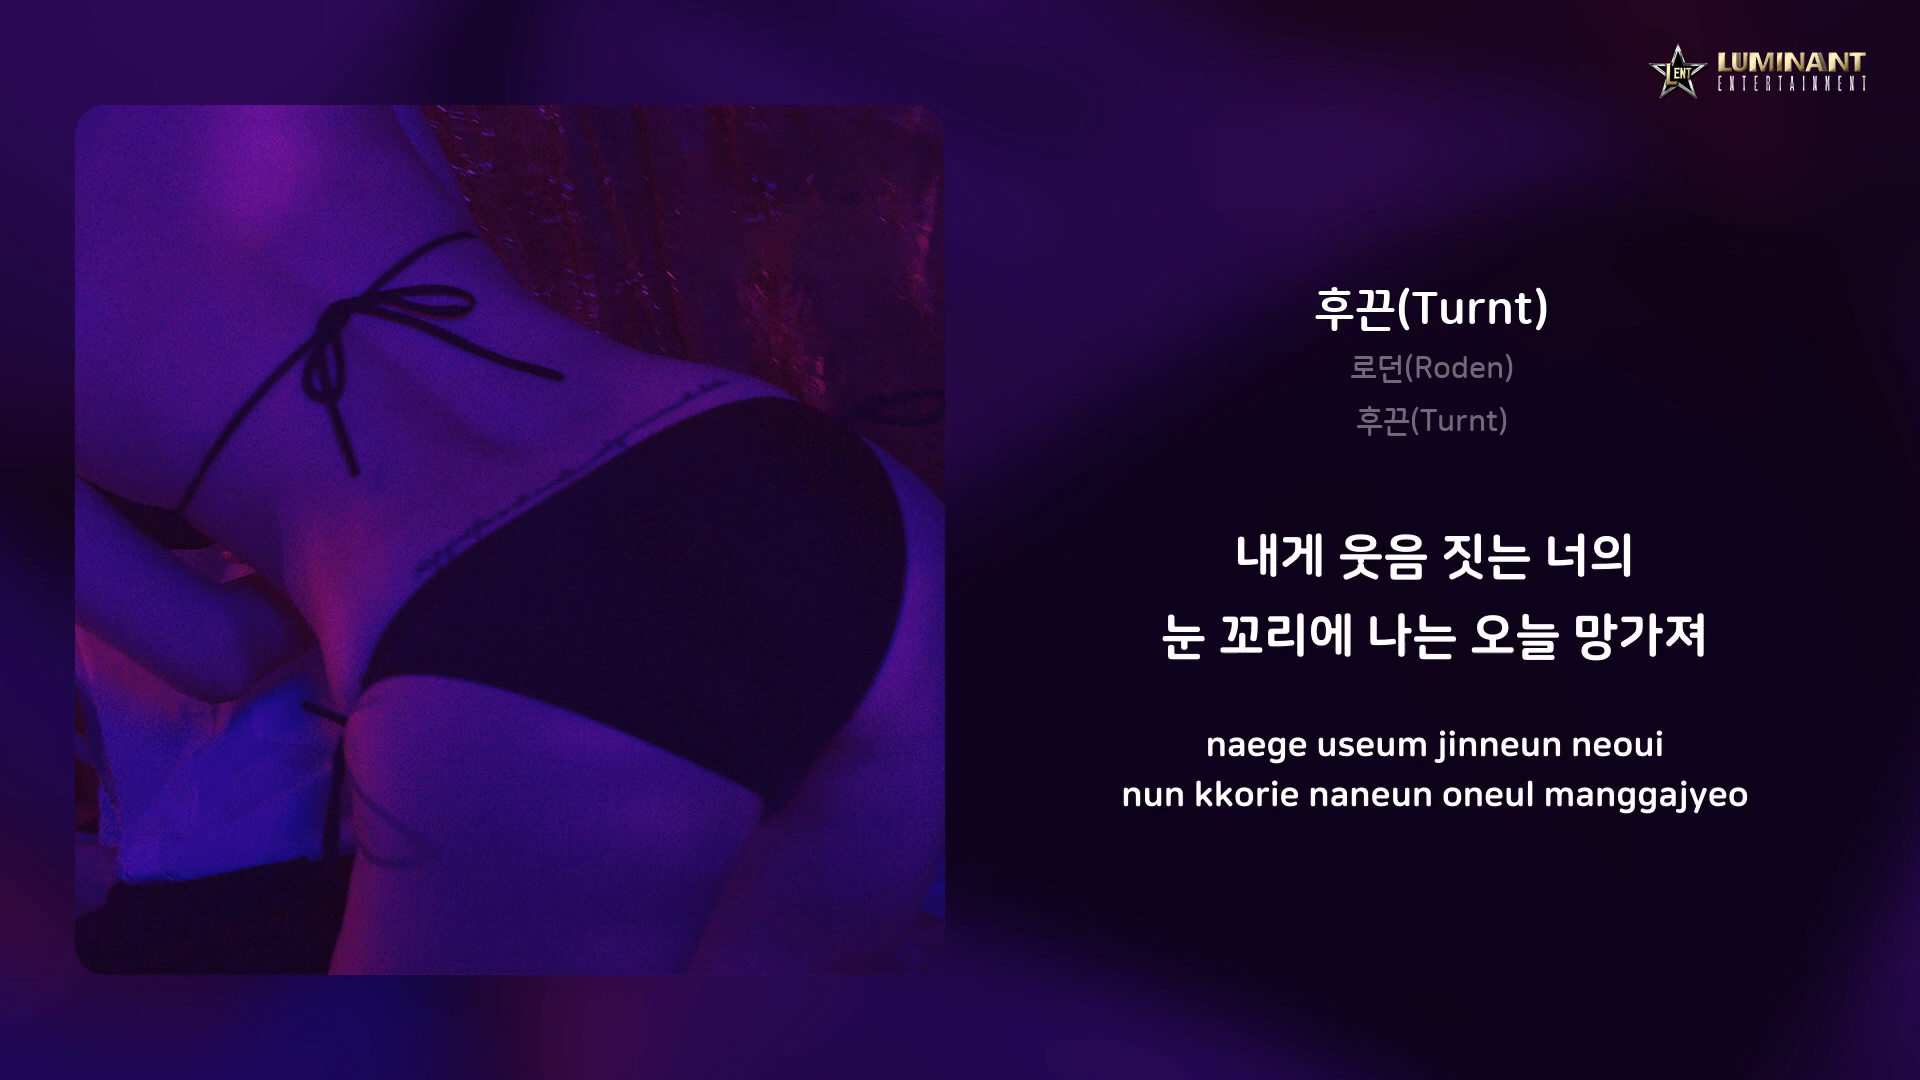 LENT
LUMINANT
ENTERTAINMENT
후끈(Turnt)
로던(Roden)
후끈(Turnt)
내게 웃음 짓는 너의
눈 꼬리에 나는 오늘 망가져
naege useum jinneun neoui
nun kkorie naneun oneul manggajyeo